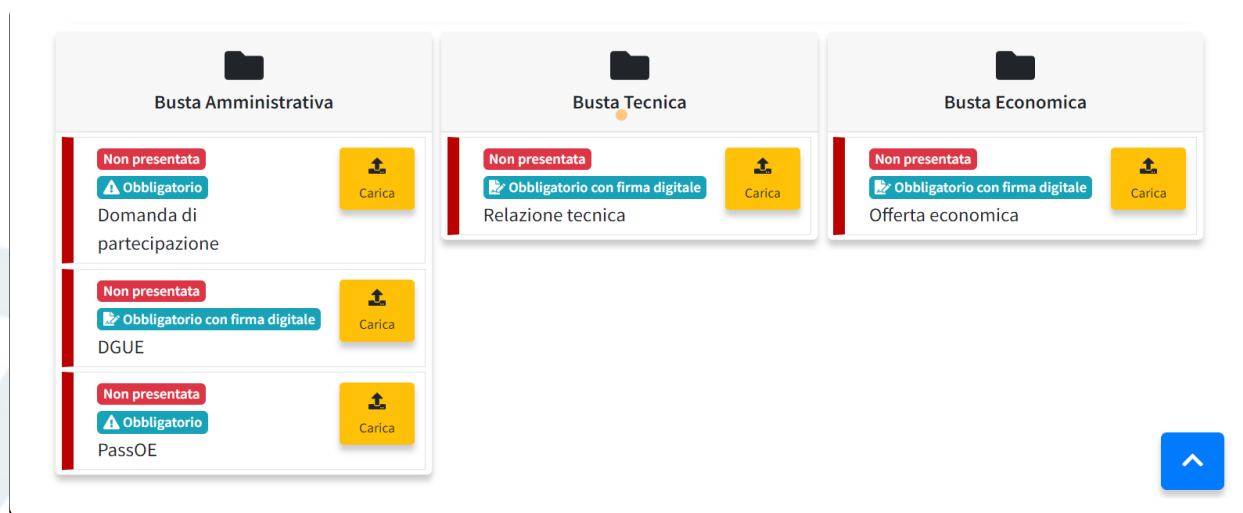 Busta Amministrativa
Non presentata
Obbligatorio
Domanda di
partecipazione
Carica
Non presentata
Obbligatorio con firma digitale
DGUE
Carica
Non presentata
Obbligatorio
PassOE
Carica
Busta Tecnica
Non presentata
Obbligatorio con firma digitale
Relazione tecnica
Carica
Busta Economica
Non presentata
Obbligatorio con firma digitale
Offerta economica
Carica